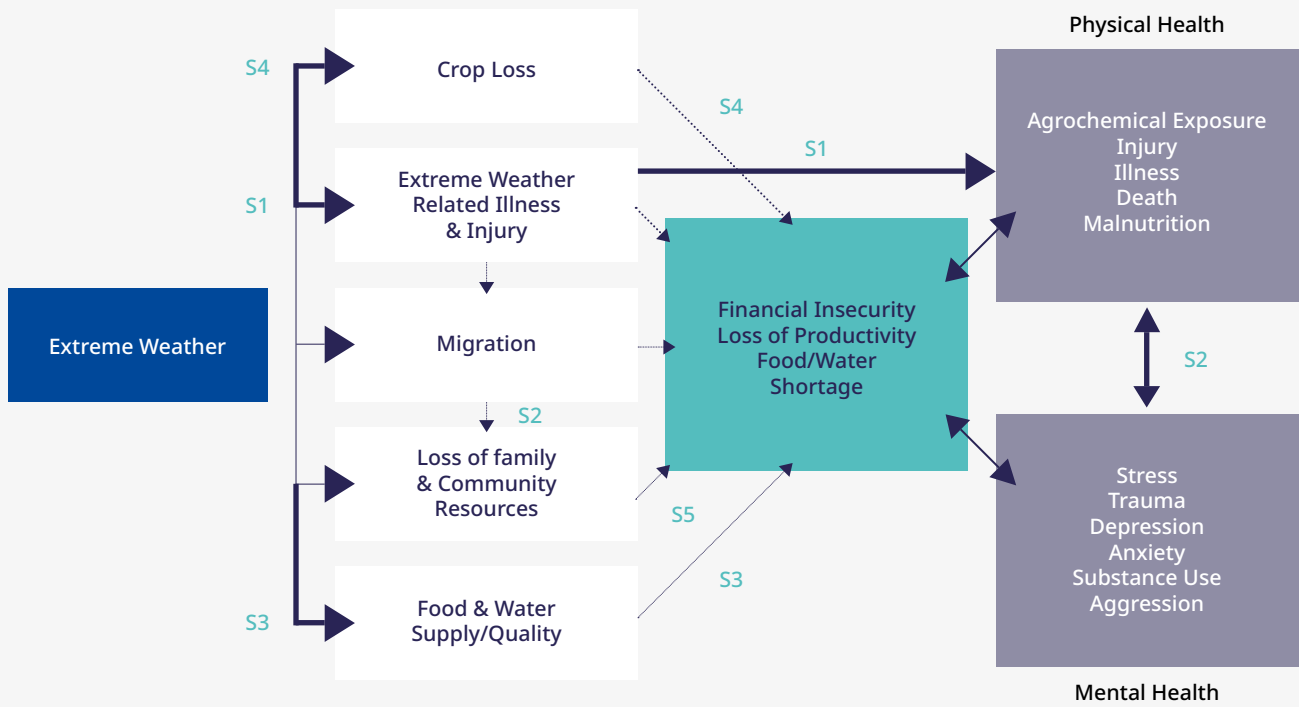 Physical Health
S4
Crop Loss
S4
S1
Agrochemical Exposure
Injury
Illness
Death
Malnutrition
S1
Extreme Weather
Related Illness
& Injury
Extreme Weather
Migration
Financial Insecurity
Loss of Productivity
Food/Water
Shortage
S2
S2
Loss of family
& Community
Resources
S5
Stress
Trauma
Depression
Anxiety
Substance Use
Aggression
S3
S3
Food & Water
Supply/Quality
Mental Health